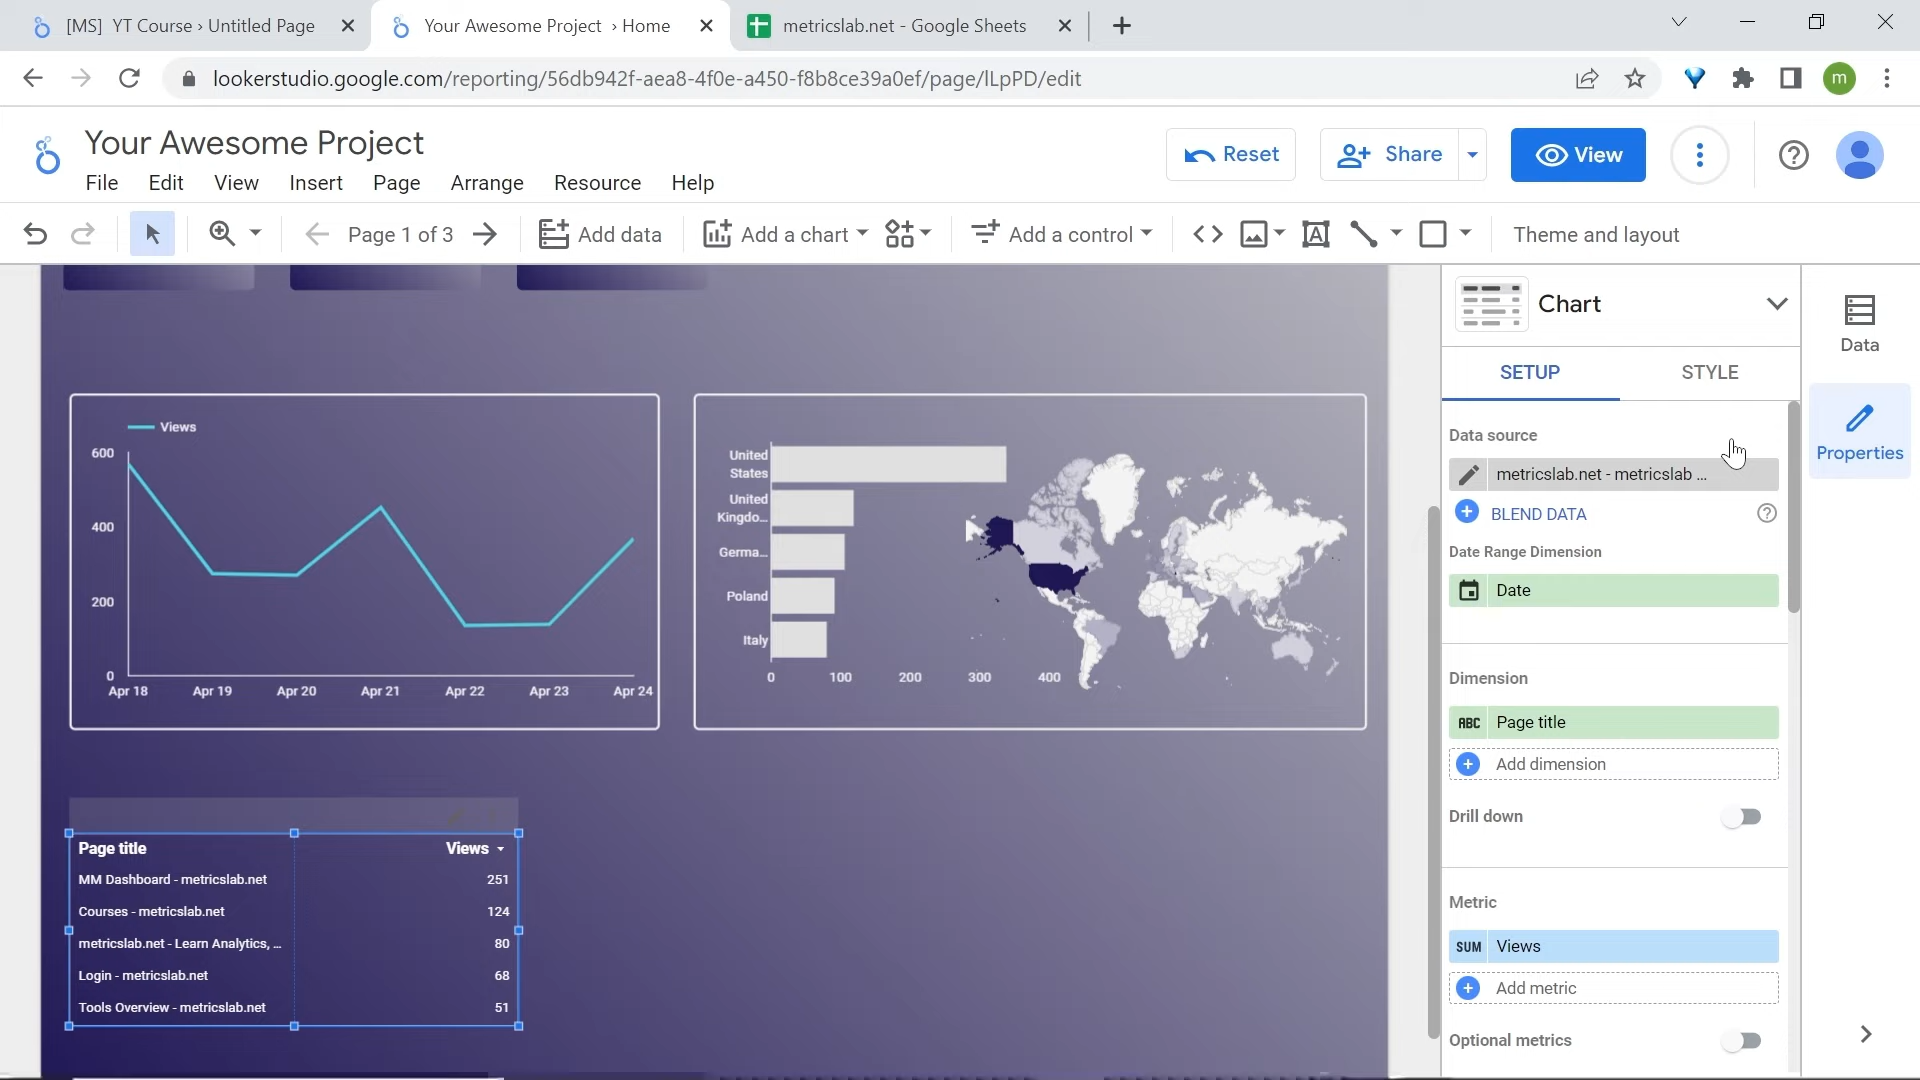 [MS] YT Course › Untitled Page
Your Awesome Project › Home
metricslab.net - Google Sheets
lookerstudio.google.com/reporting/56db942f-aea8-4f0e-a450-f8b8ce39a0ef/page/lLpPD/edit
m
Your Awesome Project
Reset
Share
View
File Edit View Insert Page Arrange Resource Help
Page 1 of 3
Add data
Add a chart
Add a control
Theme and layout
Chart
SETUP
STYLE
Data
Properties
Data source
metricslab.net - metricslab ...
BLEND DATA
Date Range Dimension
Date
Dimension
ABC Page title
Add dimension
Drill down
Metric
SUM Views
Add metric
Optional metrics
Views
600
400
200
0
Apr 18 Apr 19 Apr 20 Apr 21 Apr 22 Apr 23 Apr 24
United
States
United
Kingdo...
Germa...
Poland
Italy
0 100 200 300 400
Page title Views
MM Dashboard - metricslab.net 251
Courses - metricslab.net 124
metricslab.net - Learn Analytics, ... 80
Login - metricslab.net 68
Tools Overview - metricslab.net 51